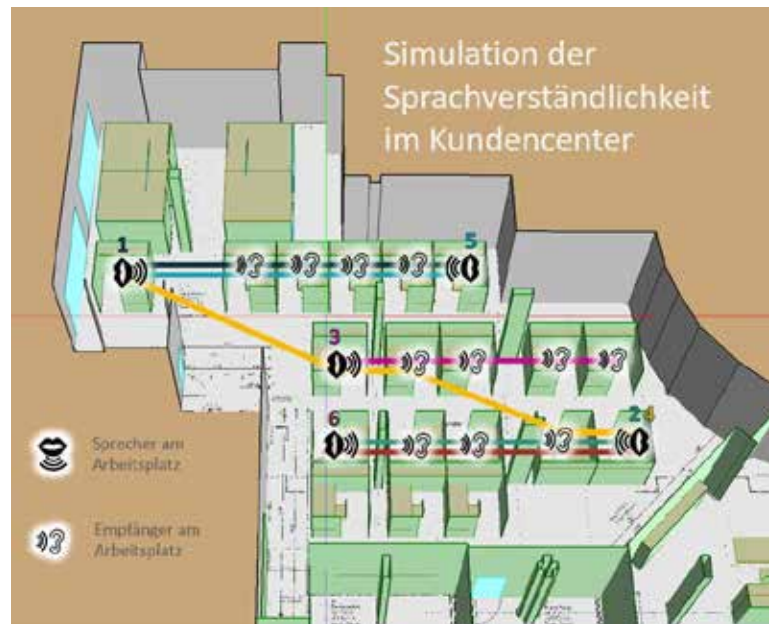 Simulation der
Sprachverständlichkeit
im Kundencenter
1
5
3
6
2 4
Sprecher am
Arbeitsplatz
Empfänger am
Arbeitsplatz